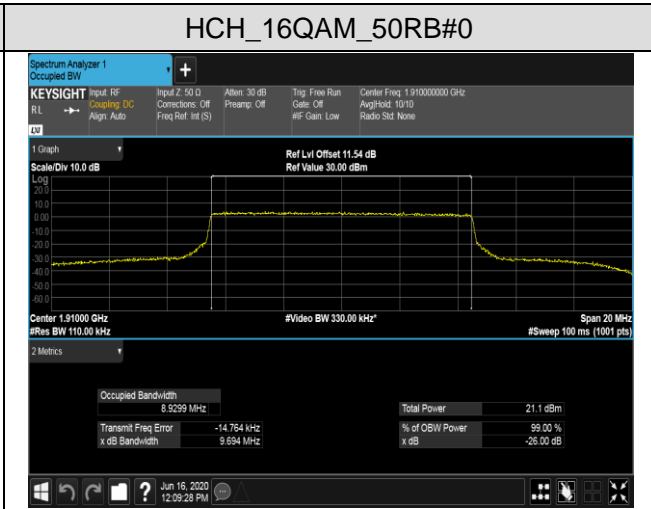 HCH_16QAM_50RB#0
Spectrum Analyzer 1
Occupied BW
+
KEYSIGHT Input: RF Input Z: 50 Ω Atten: 30 dB Trig: Free Run Center Freq: 1.910000000 GHz
RL Coupling: DC Corrections: Off Preamp: Off Gate: Off Avg|Hold: 10/10
Align: Auto Freq Ref: Int (S) #IF Gain: Low Radio Std: None
LXI
1 Graph Ref Lvl Offset 11.54 dB
Scale/Div 10.0 dB Ref Value 30.00 dBm
Log
20.0
10.0
0.00
-10.0
-20.0
-30.0
-40.0
-50.0
-60.0
Center 1.91000 GHz #Video BW 330.00 kHz* Span 20 MHz
#Res BW 110.00 kHz #Sweep 100 ms (1001 pts)
2 Metrics
Occupied Bandwidth
8.9299 MHz Total Power 21.1 dBm
Transmit Freq Error -14.764 kHz % of OBW Power 99.00 %
x dB Bandwidth 9.694 MHz x dB -26.00 dB
? Jun 16, 2020
12:09:28 PM